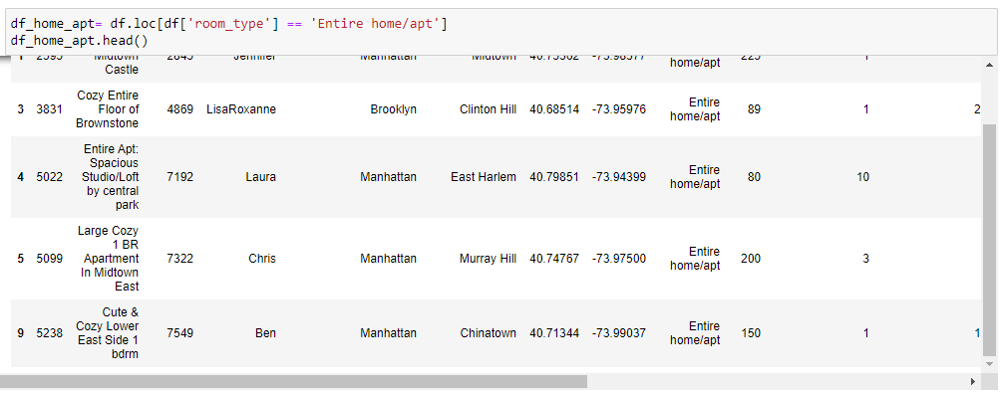 df_home_apt= df.loc[df['room_type'] == 'Entire home/apt']
df_home_apt.head()
1 2595 Midtown 2845 Jennifer Manhattan Midtown 40.75362 -73.98377 home/apt 225 1
Castle
Cozy Entire
3 3831 Floor of 4869 LisaRoxanne Brooklyn Clinton Hill 40.68514 -73.95976 Entire 89 1 2
Brownstone home/apt
Entire Apt:
Spacious
4 5022 Studio/Loft 7192 Laura Manhattan East Harlem 40.79851 -73.94399 Entire 80 10
by central home/apt
park
Large Cozy
1 BR
5 5099 Apartment 7322 Chris Manhattan Murray Hill 40.74767 -73.97500 Entire 200 3
In Midtown home/apt
East
Cute &
9 5238 Cozy Lower 7549 Ben Manhattan Chinatown 40.71344 -73.99037 Entire 150 1 1
East Side 1 home/apt
bdrm